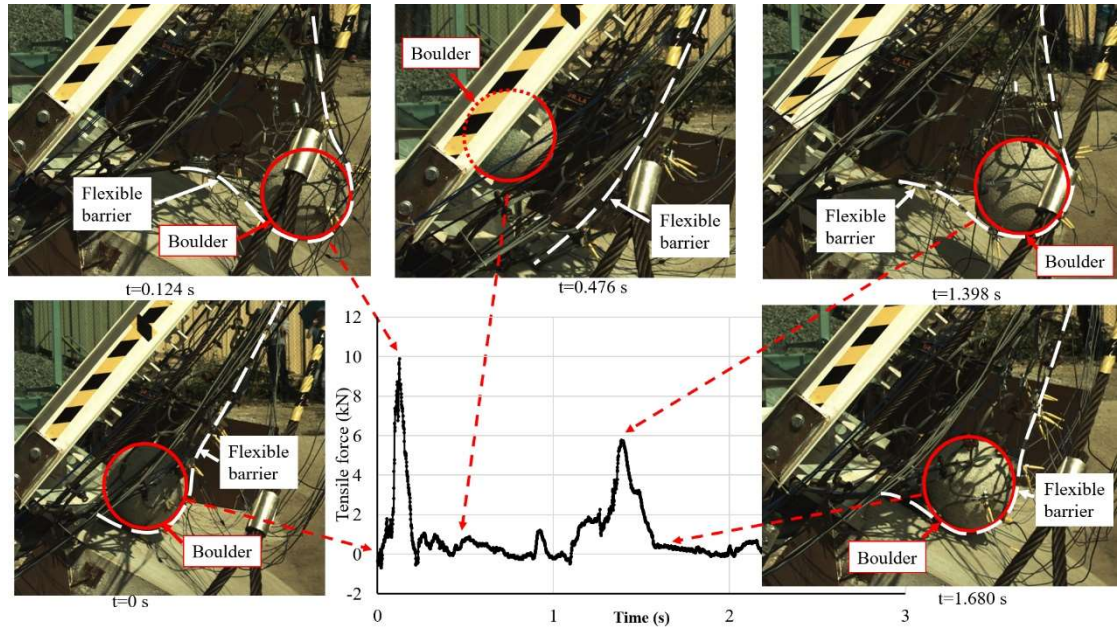 Flexible
barrier
Boulder
t=0.124 s
Boulder
Flexible
barrier
t=0.476 s
Flexible
barrier
Boulder
t=1.398 s
Flexible
barrier
Boulder
t=0 s
12
10
8
6
4
2
0
-2
Tensile force (kN)
0
1
2
3
Time (s)
Flexible
barrier
Boulder
t=1.680 s